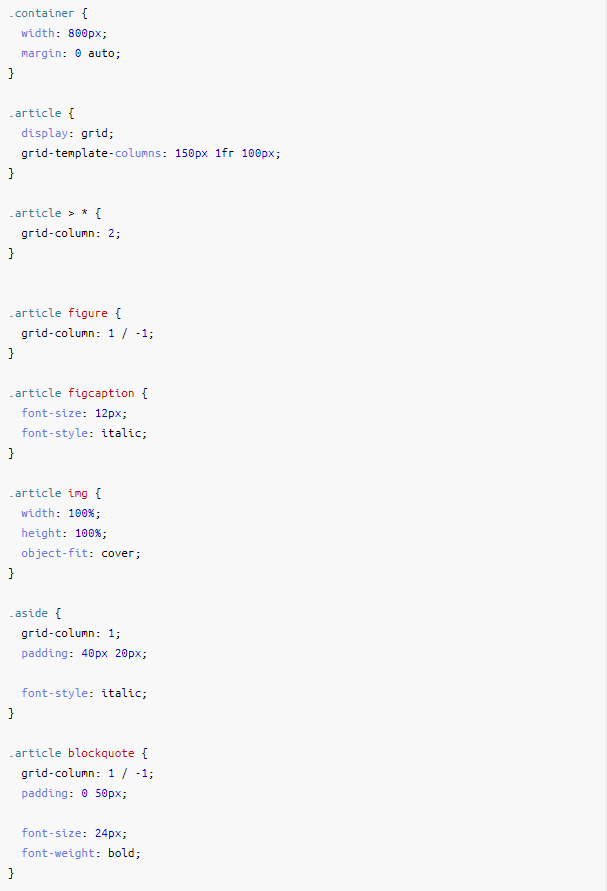 .container {
  width: 800px;
  margin: 0 auto;
}

.article {
  display: grid;
  grid-template-columns: 150px 1fr 100px;
}

.article > * {
  grid-column: 2;
}


.article figure {
  grid-column: 1 / -1;
}

.article figcaption {
  font-size: 12px;
  font-style: italic;
}

.article img {
  width: 100%;
  height: 100%;
  object-fit: cover;
}

.aside {
  grid-column: 1;
  padding: 40px 20px;

  font-style: italic;
}

.article blockquote {
  grid-column: 1 / -1;
  padding: 0 50px;

  font-size: 24px;
  font-weight: bold;
}